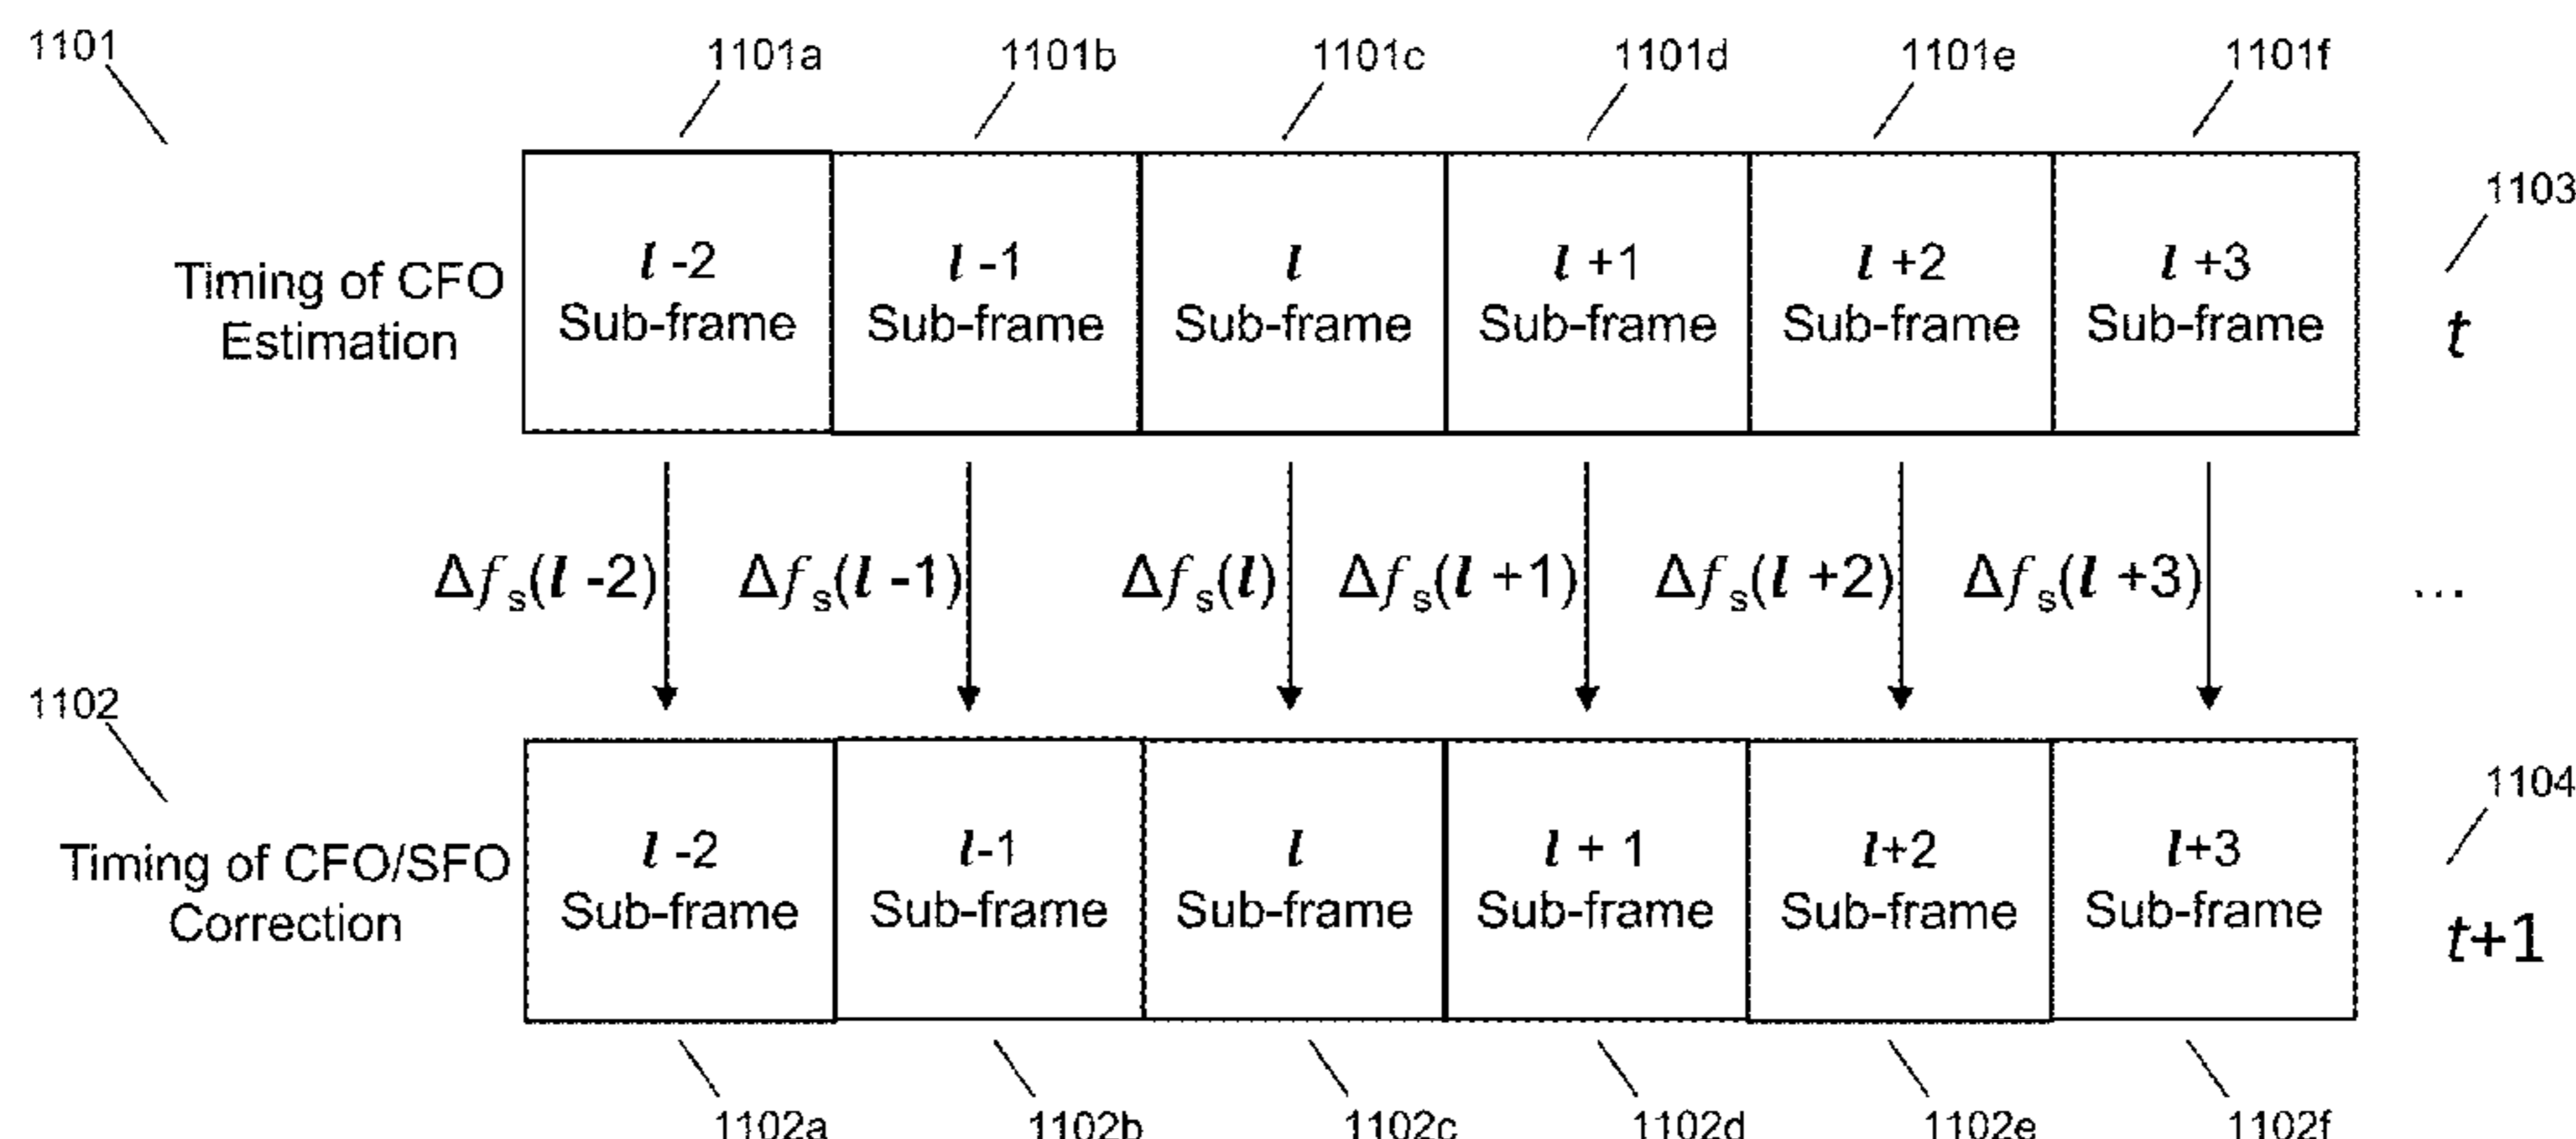 1101
1101a 1101b 1101c 1101d 1101e 1101f
1103
Timing of CFO
Estimation
l -2 l -1 l l +1 l +2 l +3
Sub-frame Sub-frame Sub-frame Sub-frame Sub-frame Sub-frame
t
Δfs(l -2) Δfs(l -1) Δfs(l) Δfs(l +1) Δfs(l +2) Δfs(l +3) ...
1102
1104
Timing of CFO/SFO
Correction
l -2 l-1 l l + 1 l+2 l+3
Sub-frame Sub-frame Sub-frame Sub-frame Sub-frame Sub-frame
t+1
1102a 1102b 1102c 1102d 1102e 1102f